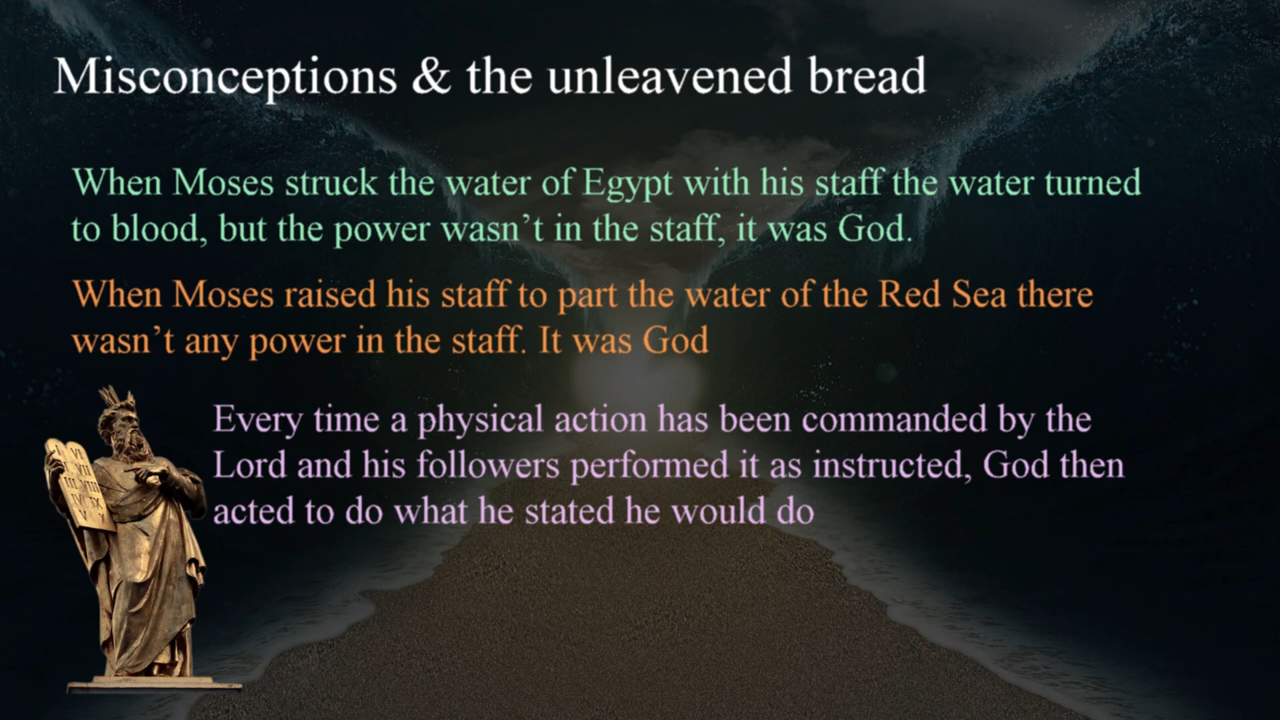 Misconceptions & the unleavened bread
When Moses struck the water of Egypt with his staff the water turned
to blood, but the power wasn’t in the staff, it was God.
When Moses raised his staff to part the water of the Red Sea there
wasn’t any power in the staff. It was God
Every time a physical action has been commanded by the
Lord and his followers performed it as instructed, God then
acted to do what he stated he would do